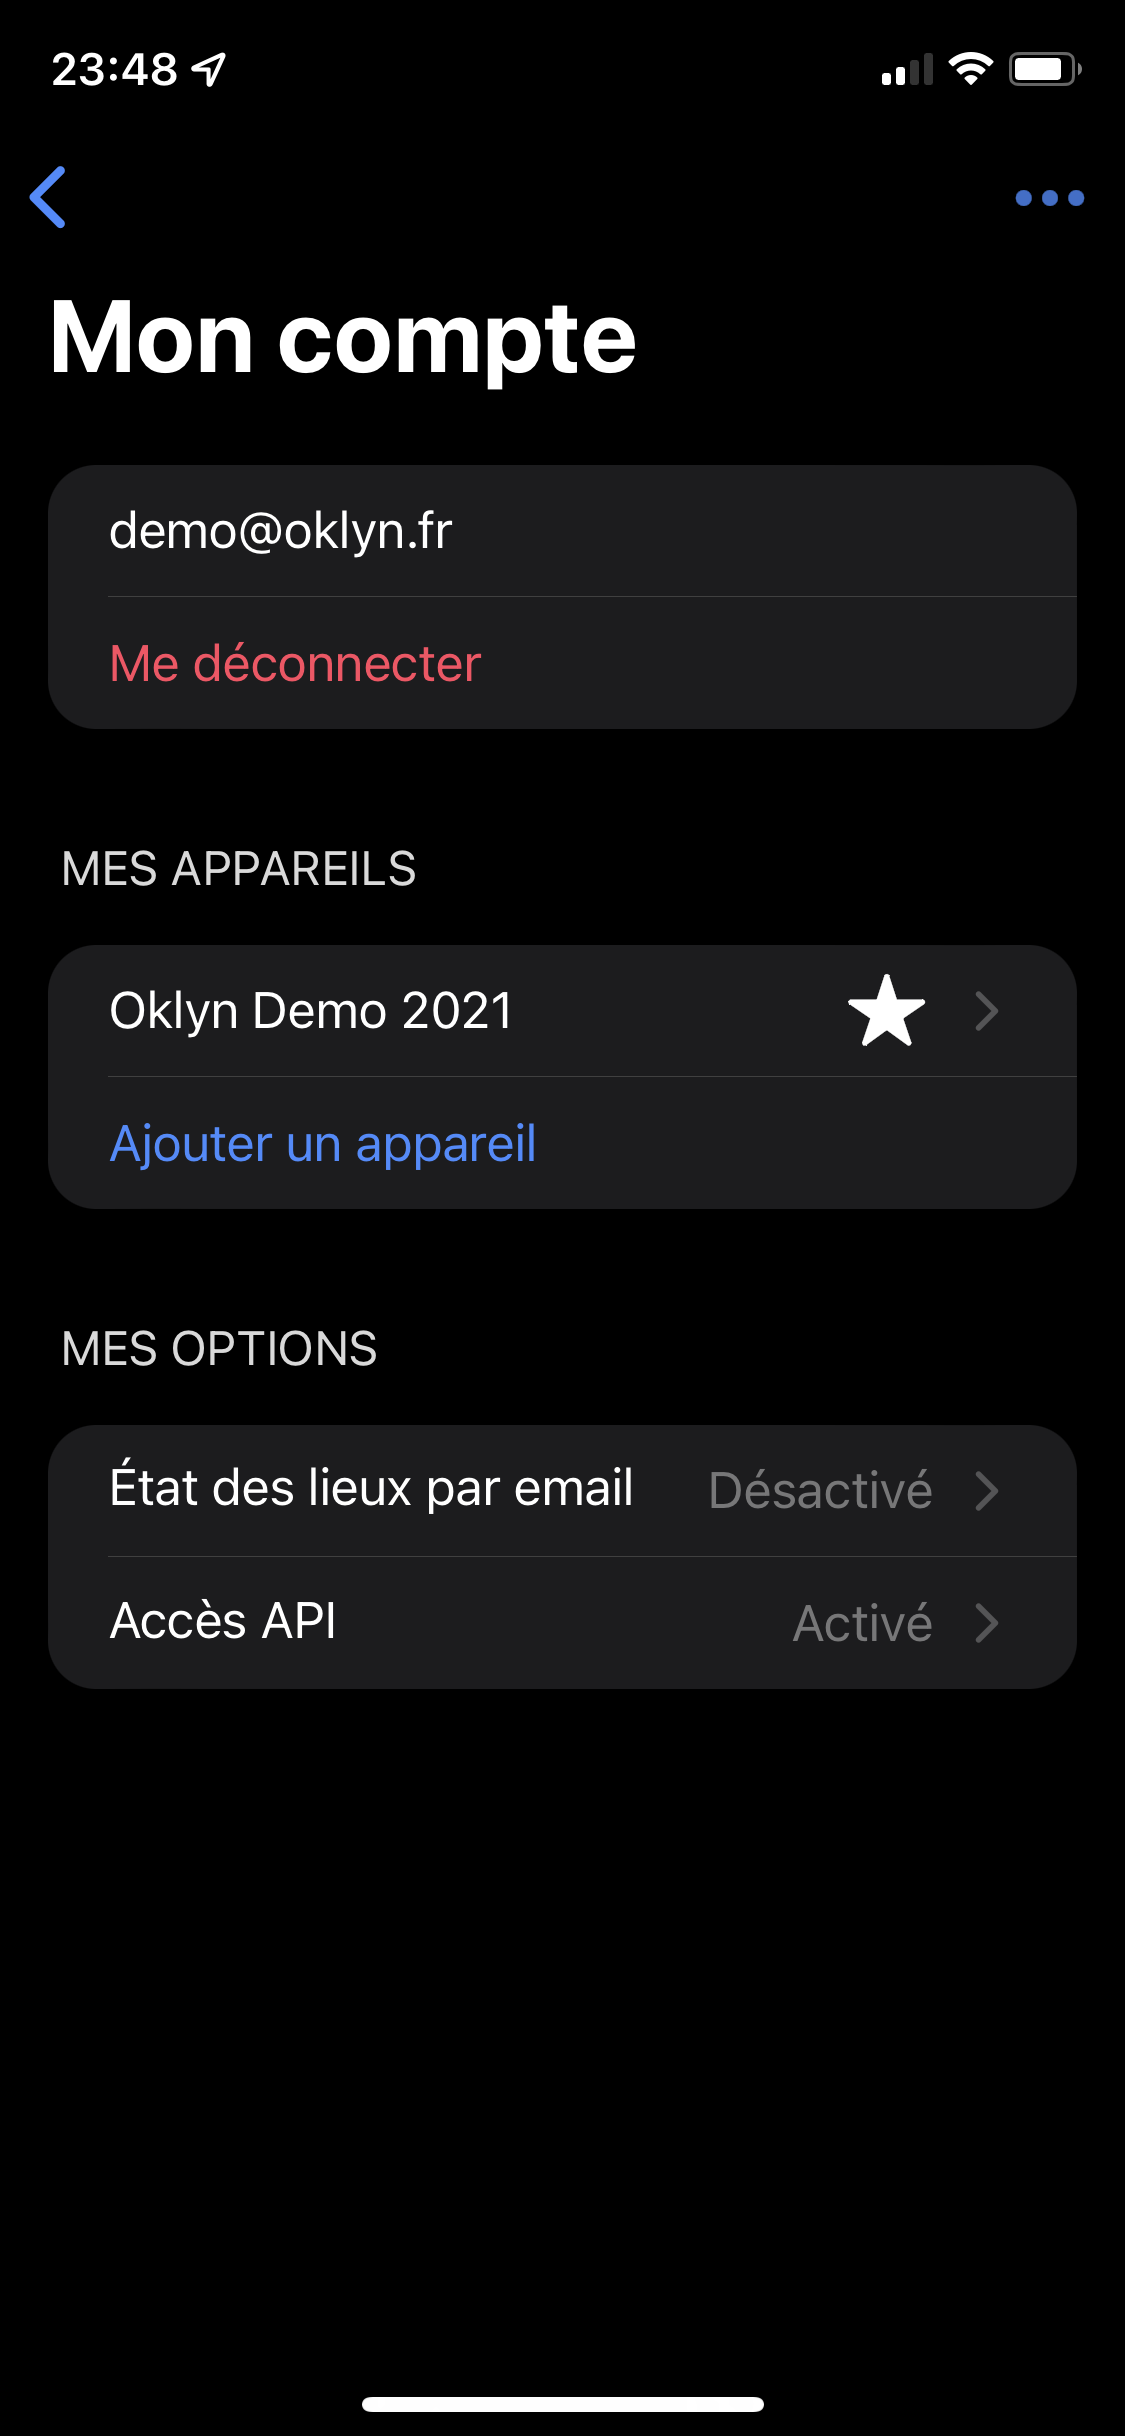 23:48
Mon compte
demo@oklyn.fr
Me déconnecter
MES APPAREILS
Oklyn Demo 2021
Ajouter un appareil
MES OPTIONS
État des lieux par email Désactivé
Accès API Activé